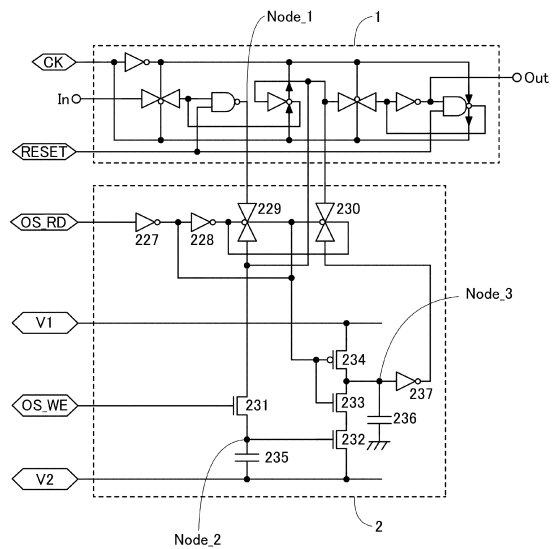 Node_1
1
CK
Out
In
RESET
229
230
OS_RD
227
228
Node_3
V1
234
233
237
OS_WE
231
236
232
235
V2
Node_2
2